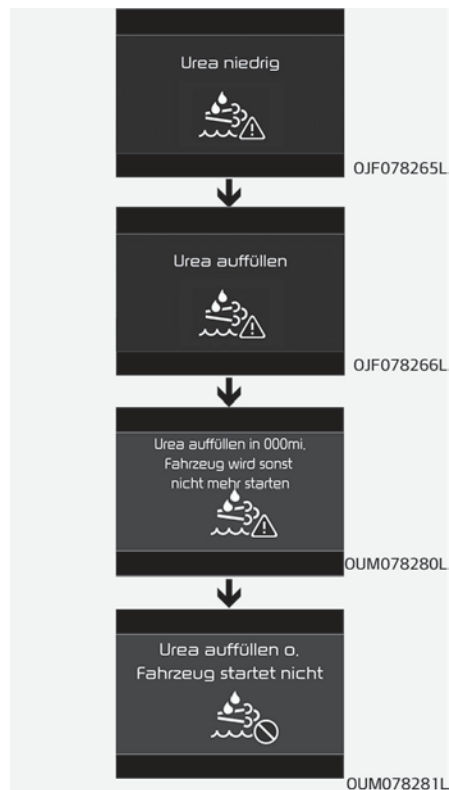 Urea niedrig
OJF078265L
Urea auffüllen
OJF078266L
Urea auffüllen in 000mi,
Fahrzeug wird sonst
nicht mehr starten
OUM078280L
Urea auffüllen o,
Fahrzeug startet nicht
OUM078281L